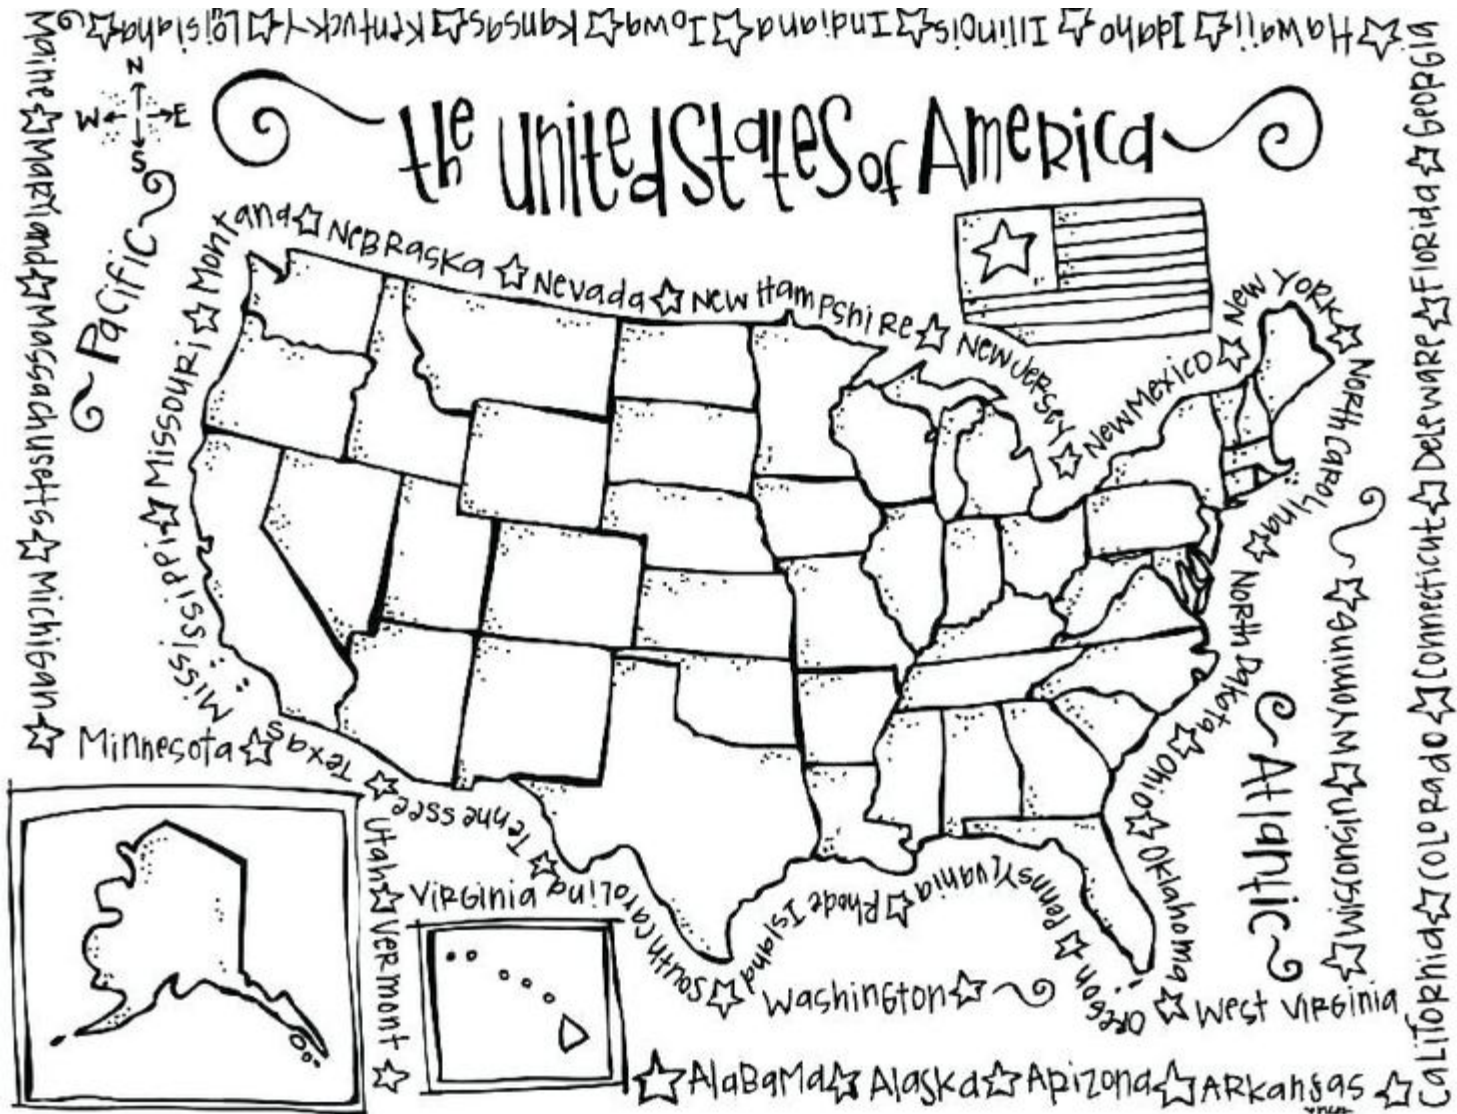 the United States of America
N
W E
S
Pacific
Atlantic
Alabama Alaska Arizona Arkansas
California Colorado Connecticut Deleware Florida Georgia
Hawaii Idaho Illinois Indiana Iowa Kansas Kentucky Louisiana
Maine Maryland Massachusetts Michigan
Minnesota
Mississippi Missouri Montana Nebraska Nevada New Hampshire New Jersey New Mexico New York North Carolina North Dakota Ohio Oklahoma
Oregon Pennsylvania Rhode Island South Carolina Tennessee Texas
Utah Vermont
Virginia
Washington
West Virginia
Wisconsin Wyoming